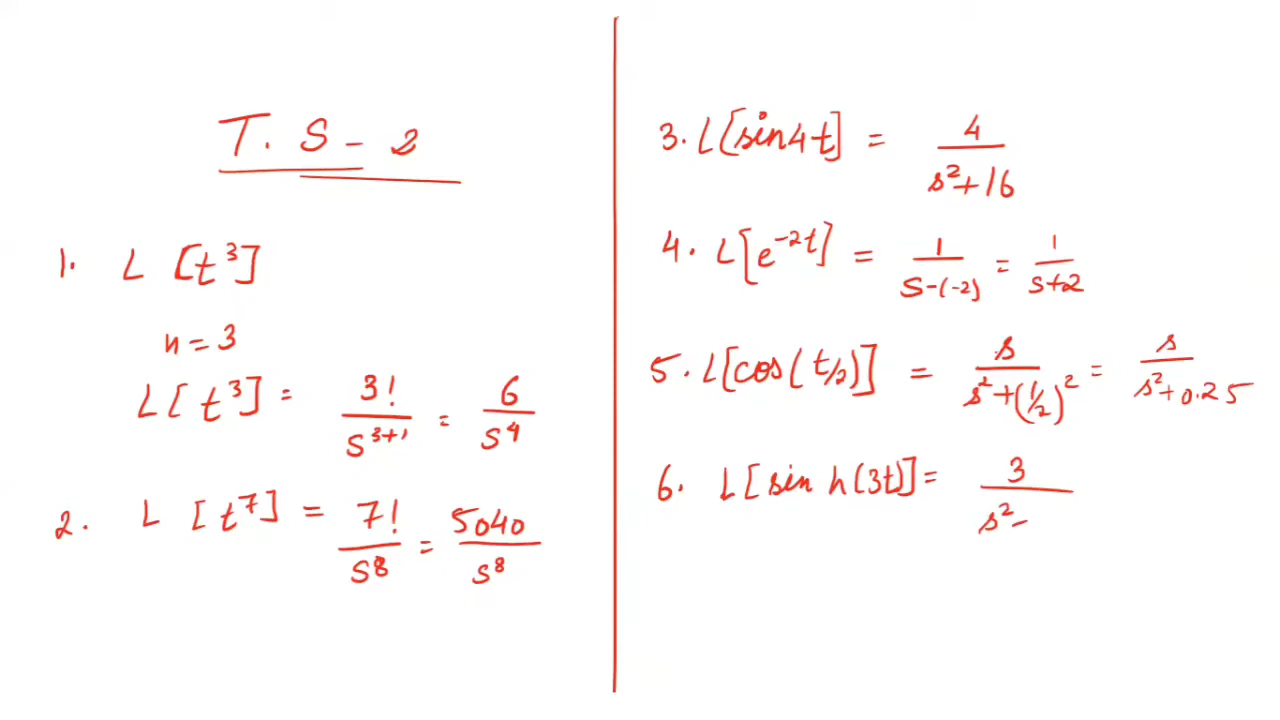 T. S - 2
1. L [t^3]
n = 3
L[t^3] = 3!/s^{3+1} = 6/s^4
2. L [t^7] = 7!/s^8 = 5040/s^8
3. L[sin4t] = 4/s^2+16
4. L[e^{-2t}] = 1/s-(-2) = 1/s+2
5. L[cos(t/2)] = s/s^2+(1/2)^2 = s/s^2+0.25
6. L[sin h(3t)] = 3/s^2-